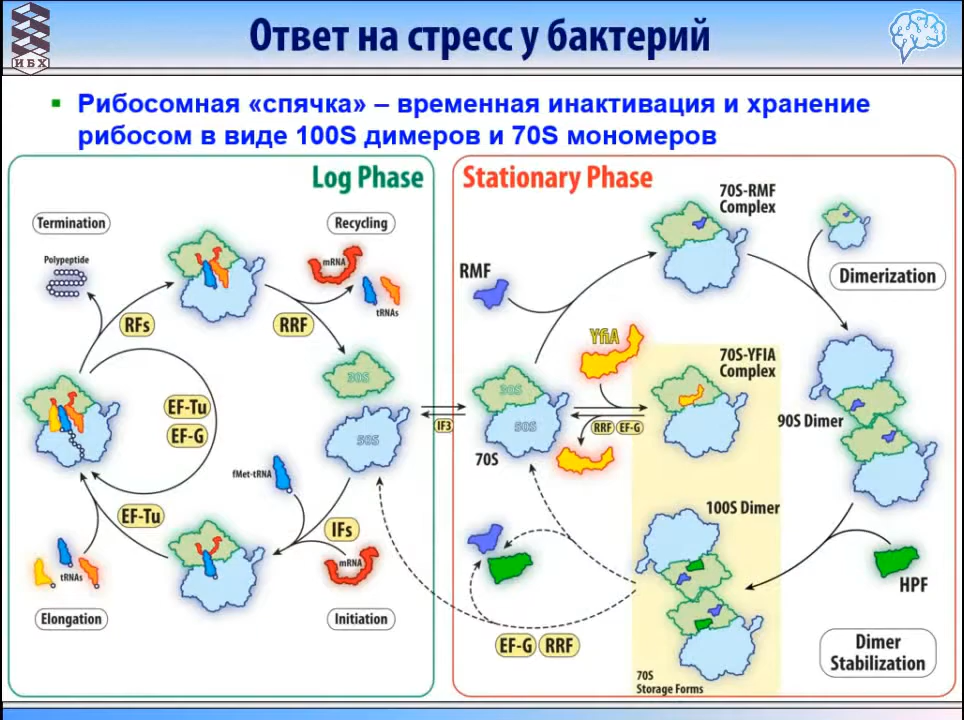 ИБХ
Ответ на стресс у бактерий
Рибосомная «спячка» – временная инактивация и хранение
рибосом в виде 100S димеров и 70S мономеров
Log Phase
Termination
Recycling
Polypeptide
mRNA
tRNAs
RFs
RRF
30S
EF-Tu
EF-G
50S
fMet-tRNA
EF-Tu
IFs
mRNA
tRNAs
Elongation
Initiation
IF3
Stationary Phase
70S-RMF
Complex
RMF
Dimerization
YfiA
70S-YFIA
Complex
30S
50S
RRF
EF-G
70S
90S Dimer
100S Dimer
HPF
EF-G
RRF
Dimer
Stabilization
70S
Storage Forms